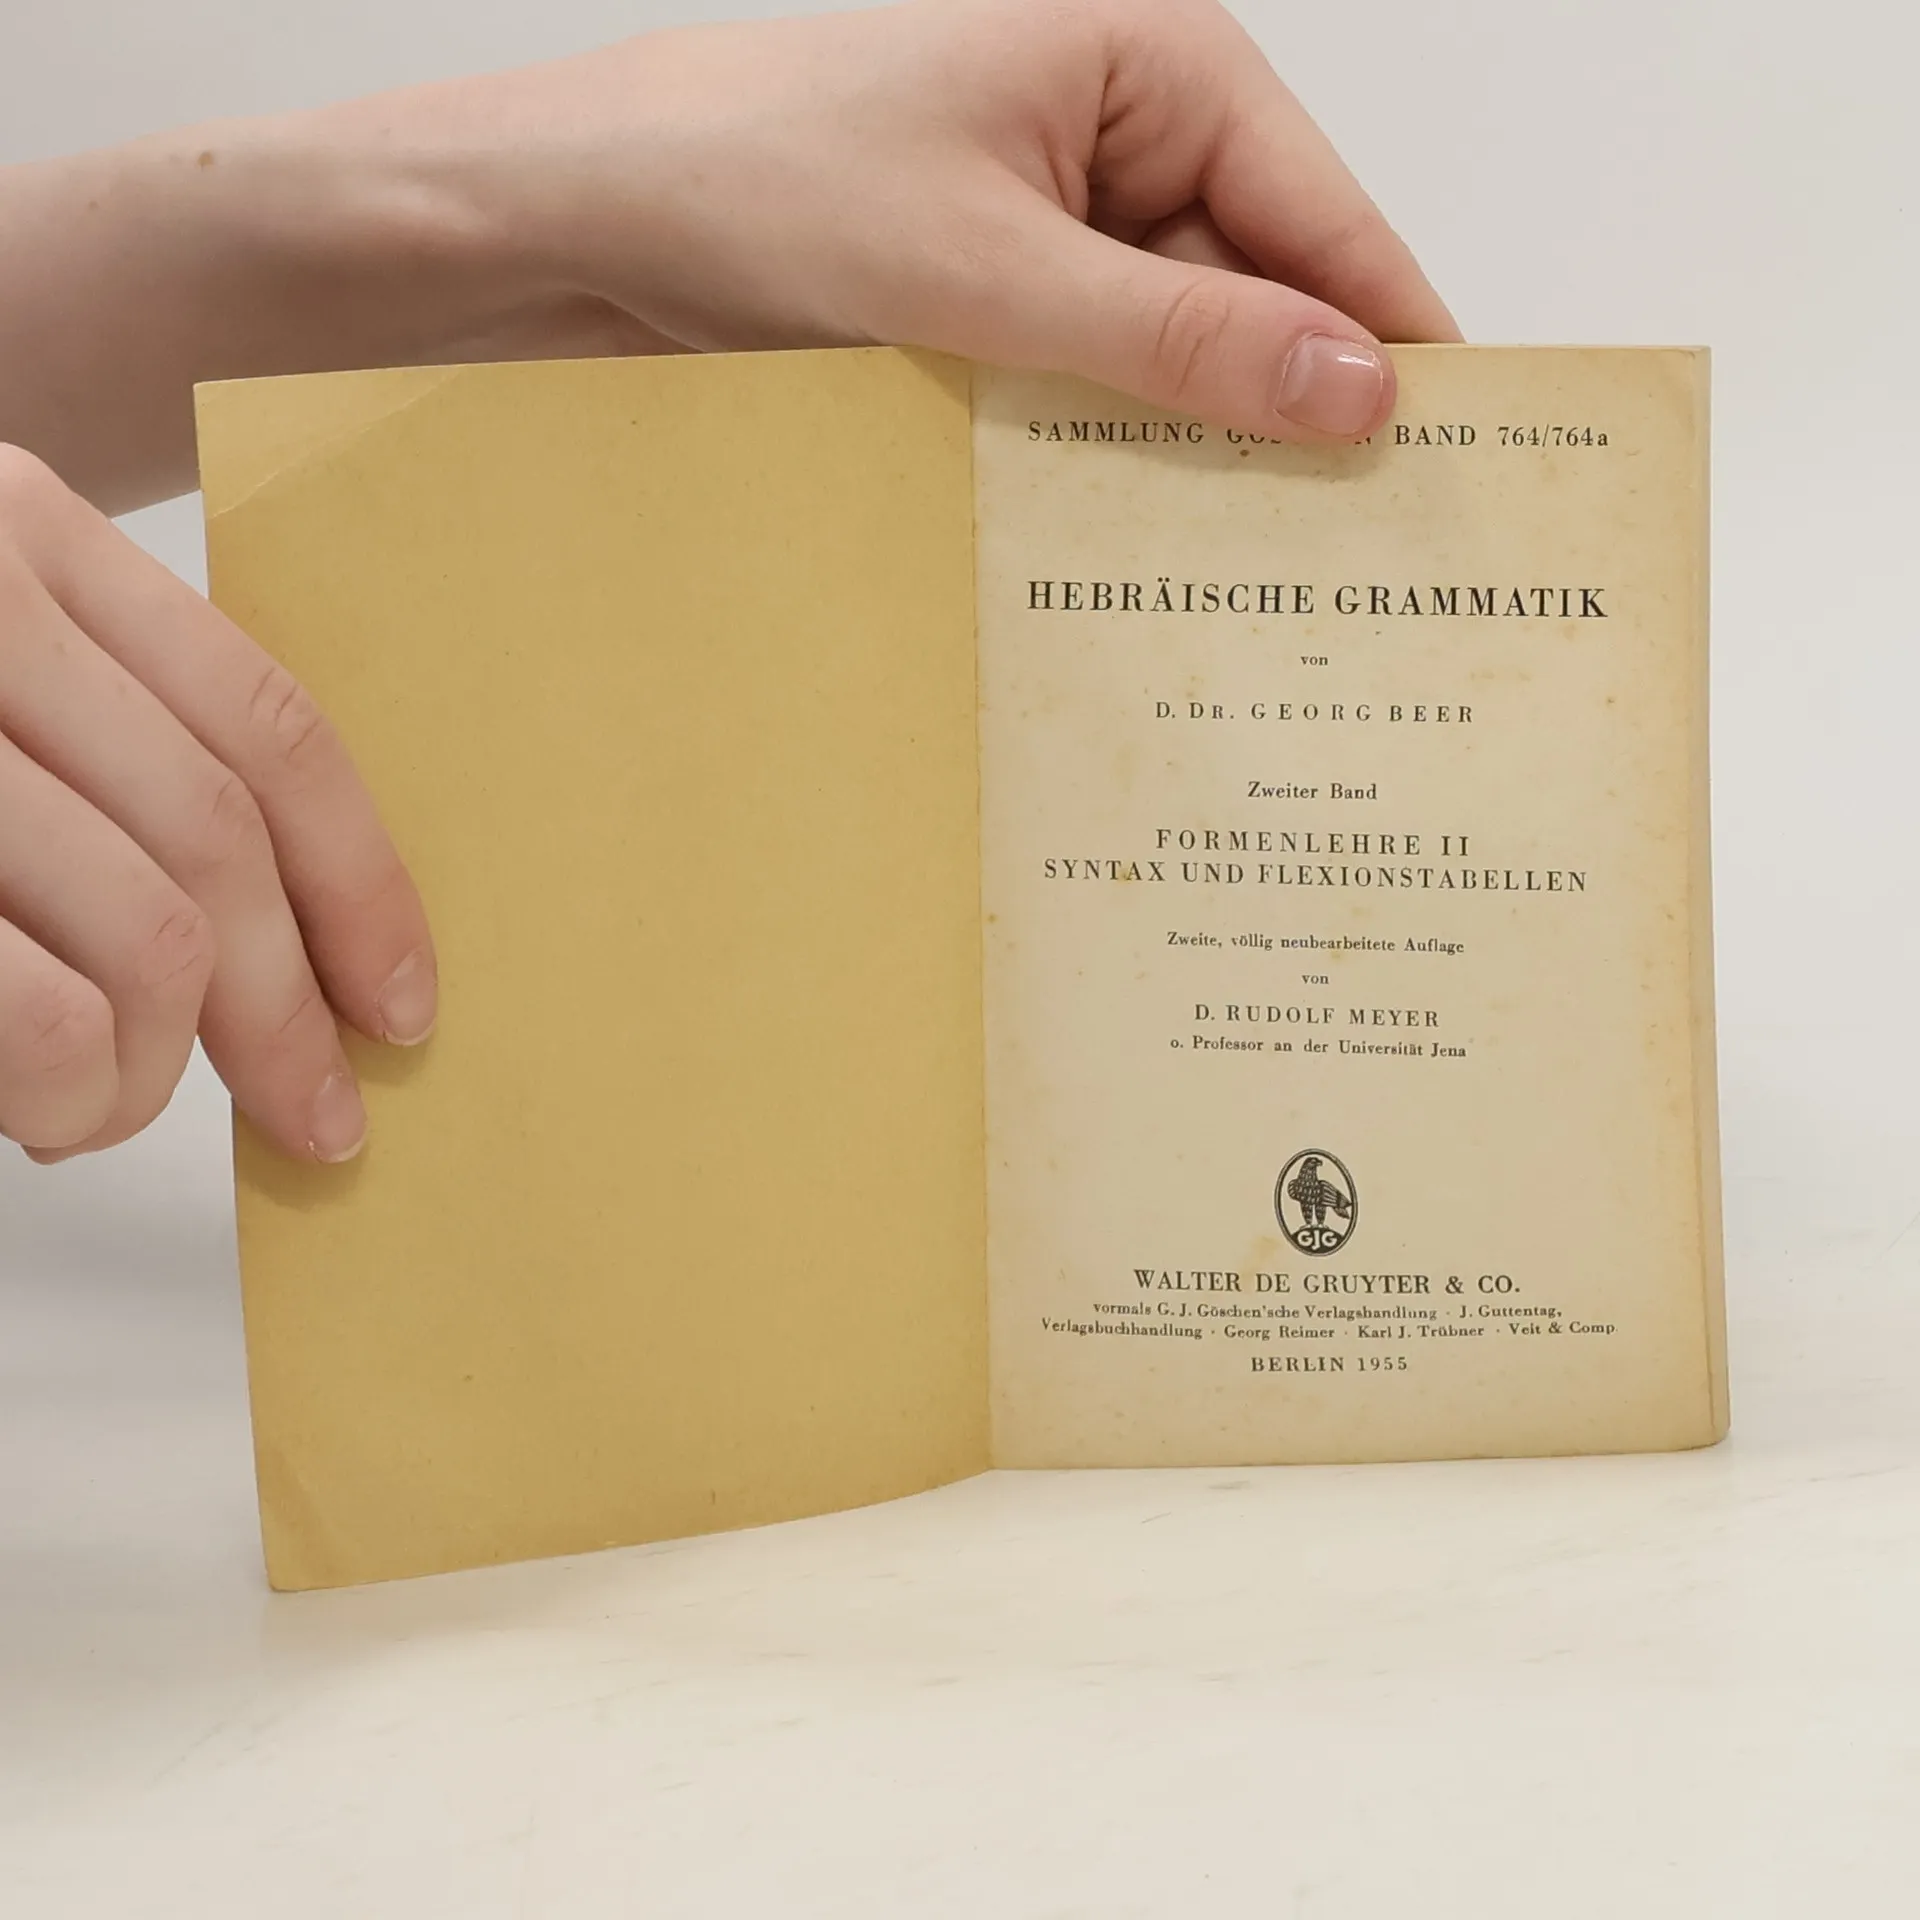 SAMMLUNG BAND 764/764a
HEBRÄISCHE GRAMMATIK
von
D. DR. GEORG BEER
Zweiter Band
FORMENLEHRE II
SYNTAX UND FLEXIONSTABELLEN
Zweite, völlig neubearbeitete Auflage
von
D. RUDOLF MEYER
o. Professor an der Universität Jena
GJG
WALTER DE GRUYTER & CO.
vormals G. J. Göschen'sche Verlagshandlung · J. Guttentag,
Verlagsbuchhandlung · Georg Reimer · Karl J. Trübner · Veit & Comp.
BERLIN 1955